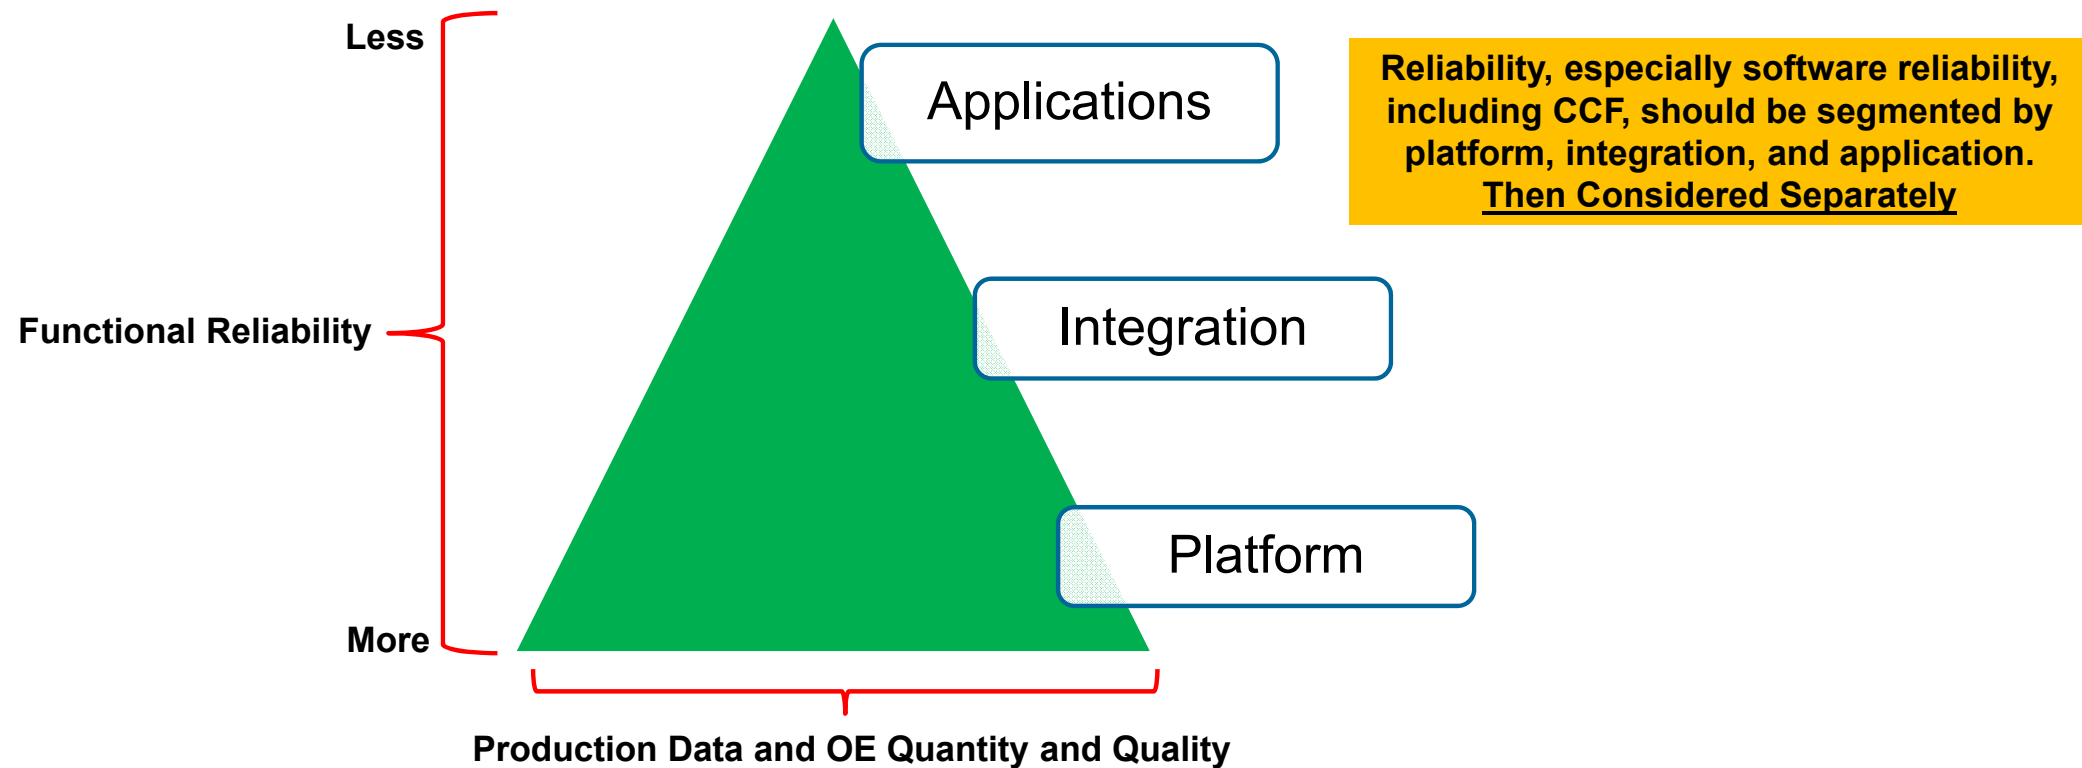 Less
Applications
Reliability, especially software reliability,
including CCF, should be segmented by
platform, integration, and application.
Then Considered Separately
Functional Reliability
Integration
Platform
More
Production Data and OE Quantity and Quality